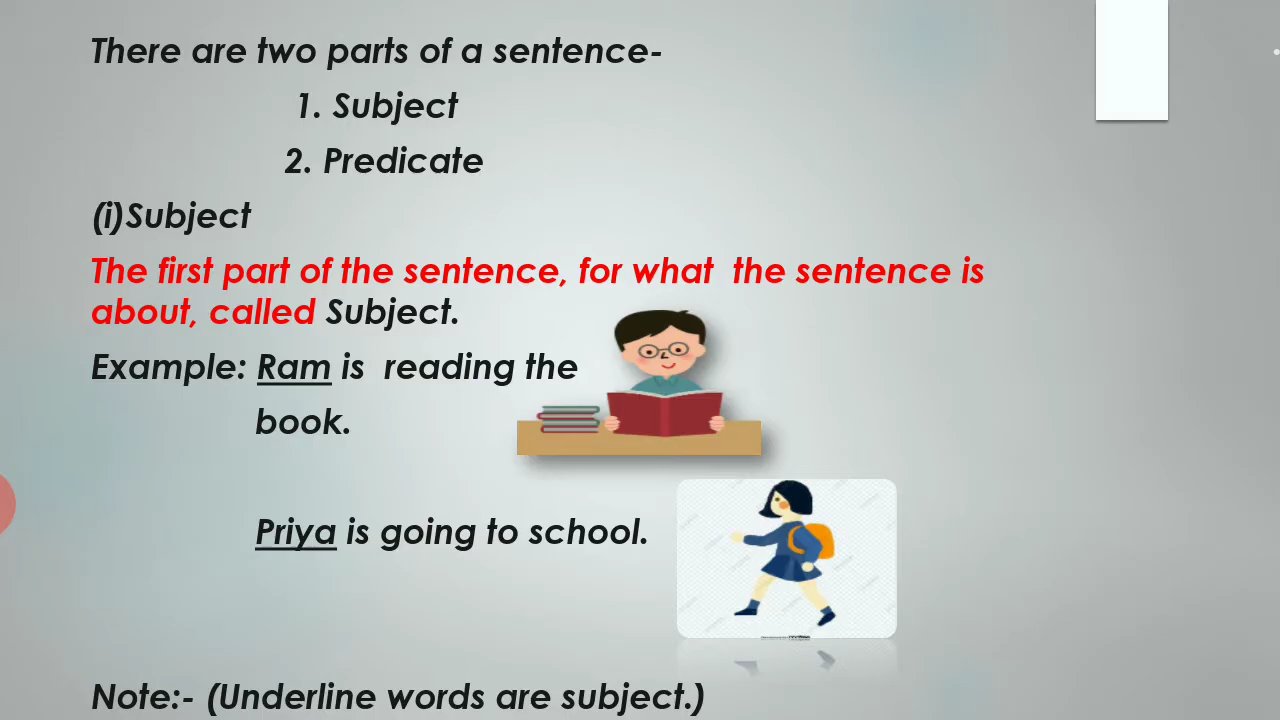 There are two parts of a sentence-
1. Subject
2. Predicate
(i)Subject
The first part of the sentence, for what the sentence is
about, called Subject.
Example: Ram is reading the
book.
Priya is going to school.
Note:- (Underline words are subject.)